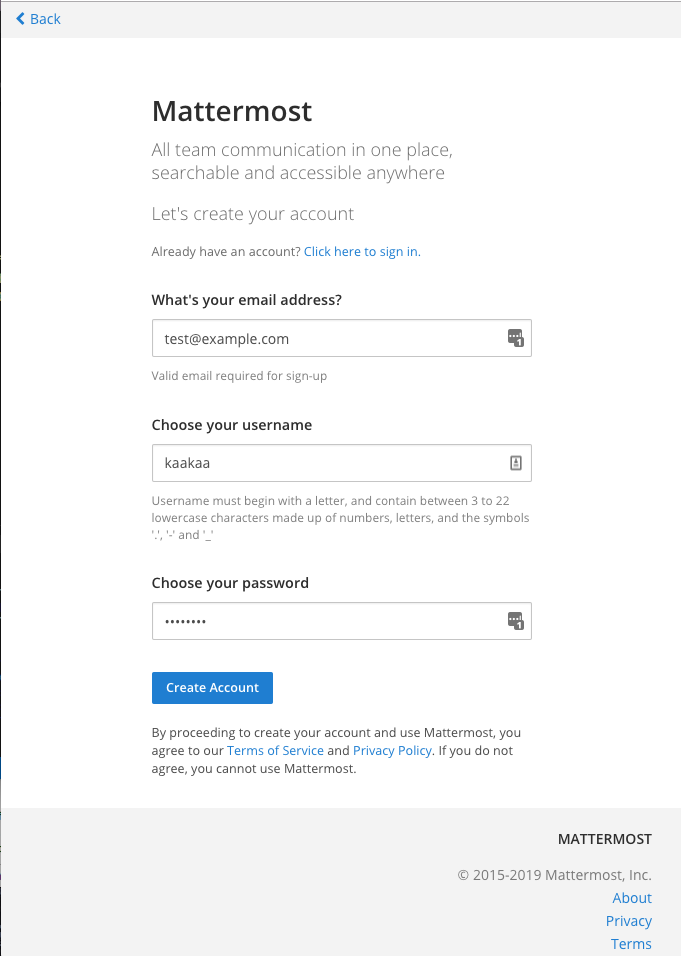 Back
Mattermost
All team communication in one place,
searchable and accessible anywhere
Let's create your account
Already have an account? Click here to sign in.
What's your email address?
test@example.com
Valid email required for sign-up
Choose your username
kaakaa
Username must begin with a letter, and contain between 3 to 22
lowercase characters made up of numbers, letters, and the symbols
'.', '-' and '_'
Choose your password
••••••••
Create Account
By proceeding to create your account and use Mattermost, you
agree to our Terms of Service and Privacy Policy. If you do not
agree, you cannot use Mattermost.
MATTERMOST
© 2015-2019 Mattermost, Inc.
About
Privacy
Terms